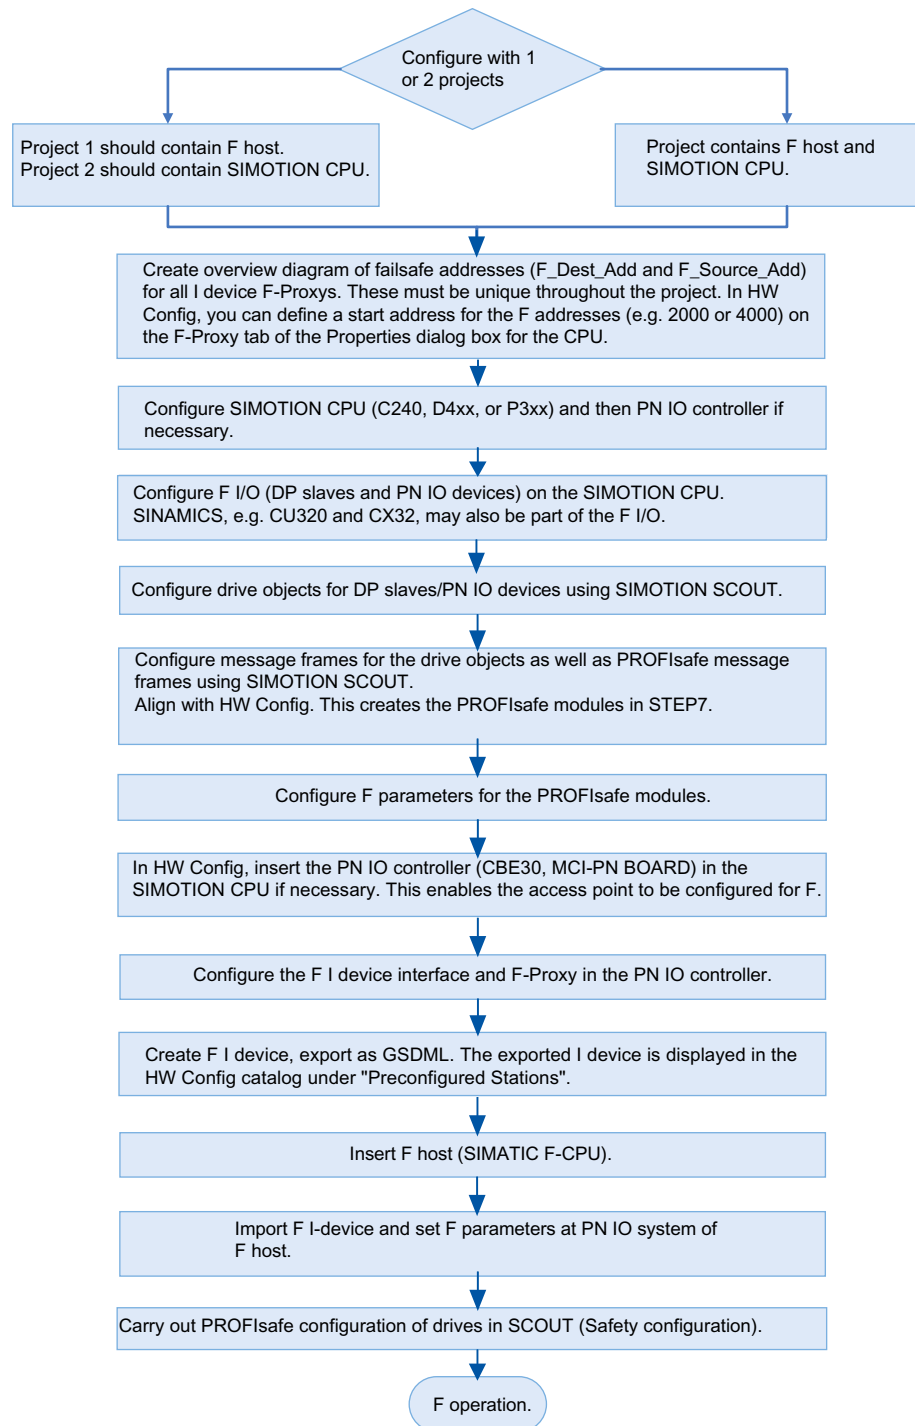 Configure with 1
or 2 projects
Project 1 should contain F host.
Project 2 should contain SIMOTION CPU.
Project contains F host and
SIMOTION CPU.
Create overview diagram of failsafe addresses (F_Dest_Add and F_Source_Add)
for all I device F-Proxys. These must be unique throughout the project. In HW
Config, you can define a start address for the F addresses (e.g. 2000 or 4000) on
the F-Proxy tab of the Properties dialog box for the CPU.
Configure SIMOTION CPU (C240, D4xx, or P3xx) and then PN IO controller if
necessary.
Configure F I/O (DP slaves and PN IO devices) on the SIMOTION CPU.
SINAMICS, e.g. CU320 and CX32, may also be part of the F I/O.
Configure drive objects for DP slaves/PN IO devices using SIMOTION SCOUT.
Configure message frames for the drive objects as well as PROFIsafe message
frames using SIMOTION SCOUT.
Align with HW Config. This creates the PROFIsafe modules in STEP7.
Configure F parameters for the PROFIsafe modules.
In HW Config, insert the PN IO controller (CBE30, MCI-PN BOARD) in the
SIMOTION CPU if necessary. This enables the access point to be configured for F.
Configure the F I device interface and F-Proxy in the PN IO controller.
Create F I device, export as GSDML. The exported I device is displayed in the
HW Config catalog under "Preconfigured Stations".
Insert F host (SIMATIC F-CPU).
Import F I-device and set F parameters at PN IO system of
F host.
Carry out PROFIsafe configuration of drives in SCOUT (Safety configuration).
F operation.